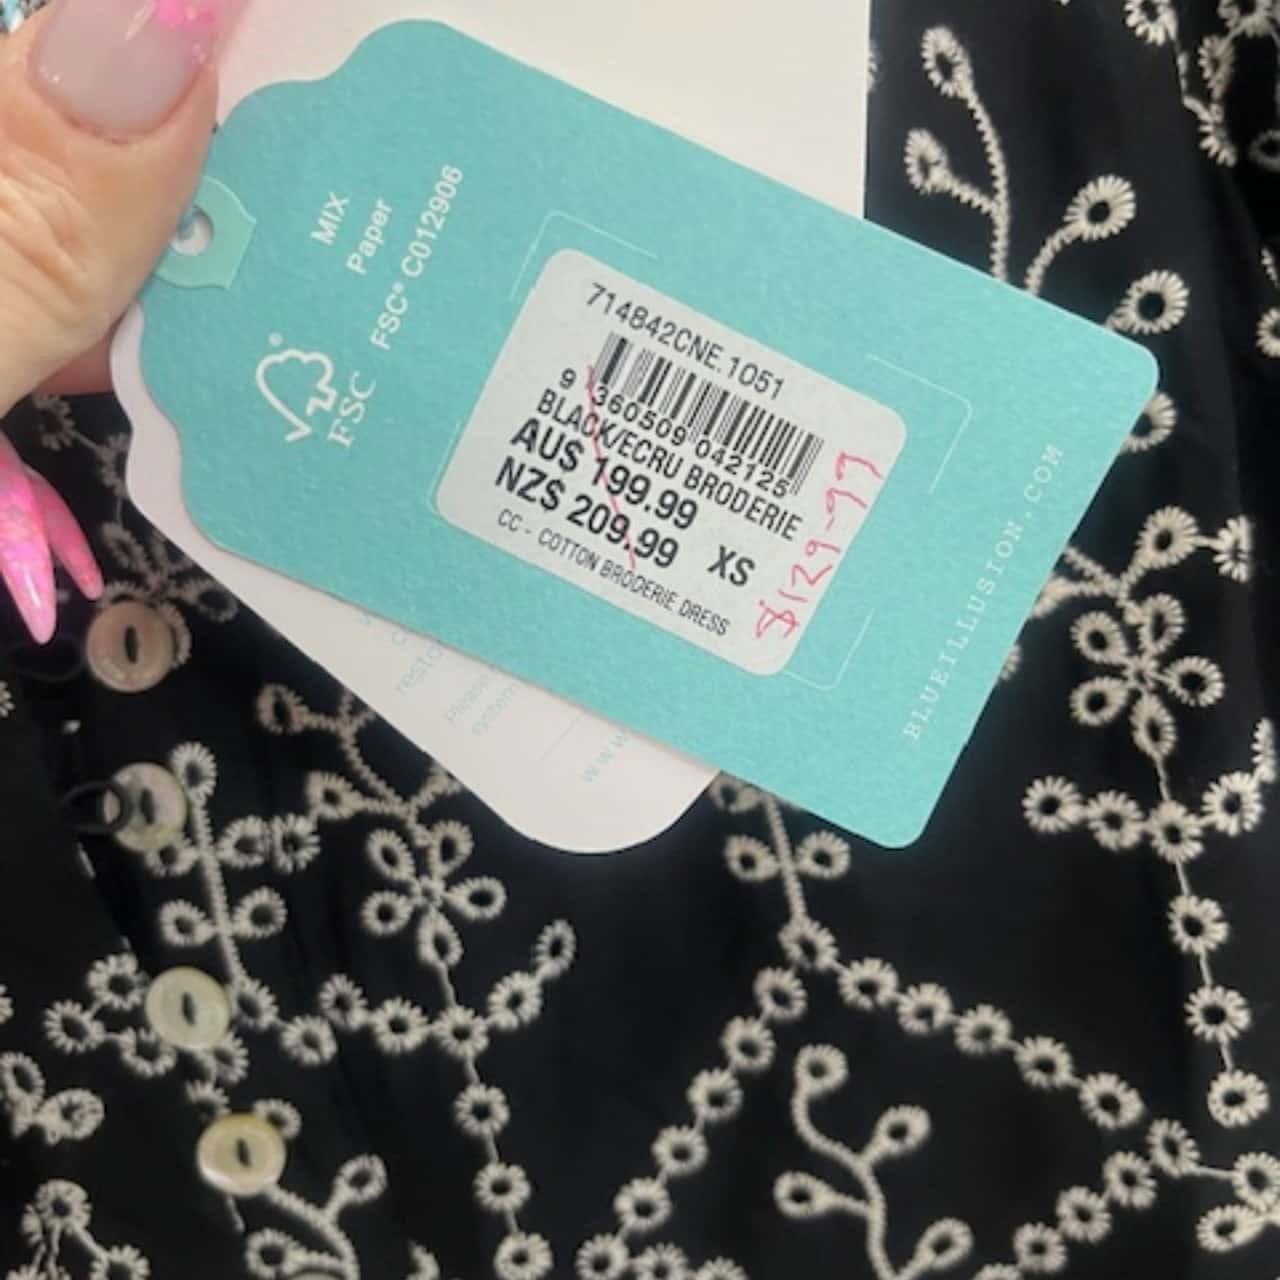 MIX
Paper
FSC® C012906
FSC
714842CNE.1051
9 360509 042125
BLACK/ECRU BRODERIE
AUS 199.99
NZ$ 209.99 XS
CC - COTTON BRODERIE DRESS
$129-99
BLUEILLUSION.COM
www